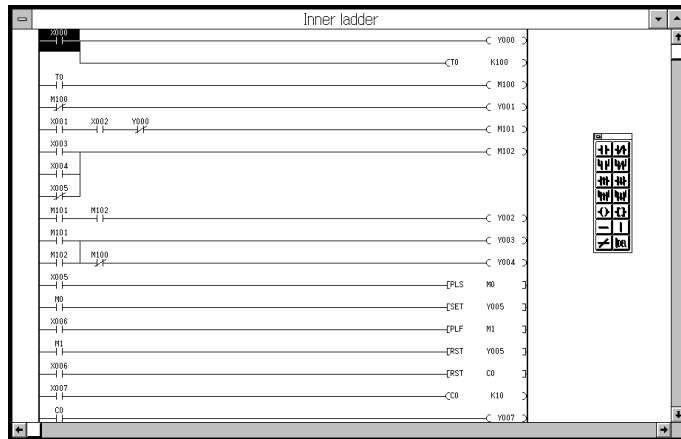 Inner ladder
X000 Y000
T0 K100
T0 M100
M100 Y001
X001 X002 Y000 M101
X003 M102
X004
X005
M101 M102 Y002
M101 Y003
M102 M100 Y004
X005 PLS M0
M0 SET Y005
X006 PLF M1
M1 RST Y005
X006 RST C0
X007 C0 K10
C0 Y007
DEL